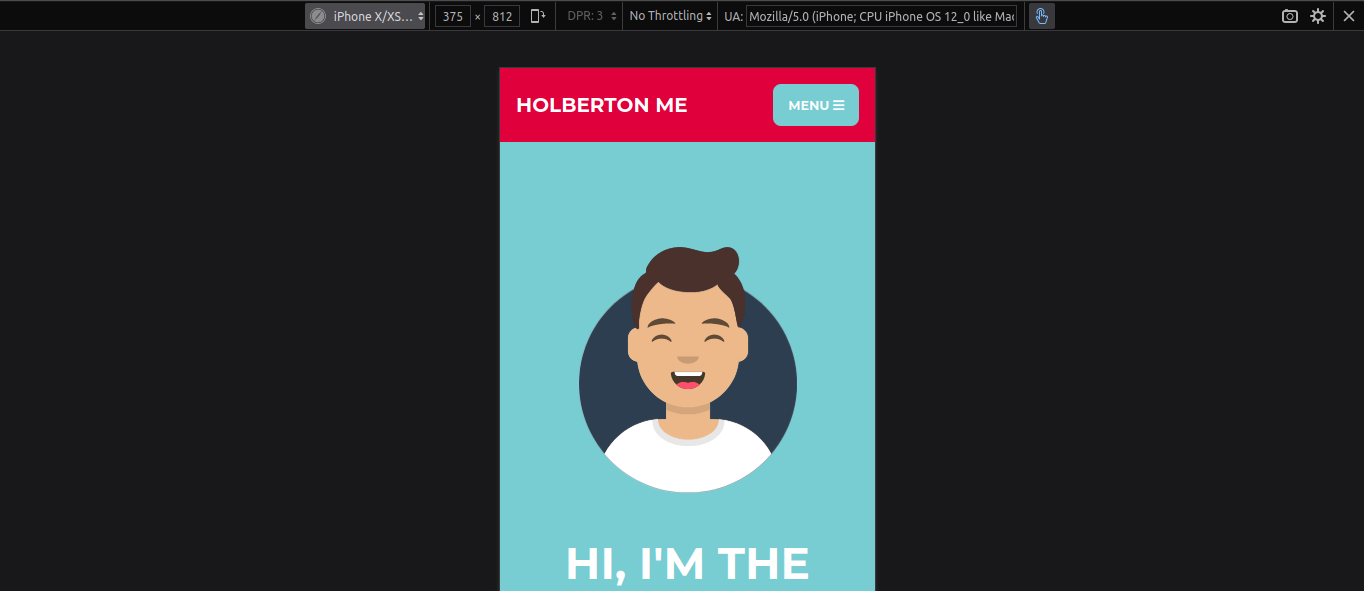 iPhone X/XS... 375 × 812 DPR: 3 No Throttling UA: Mozilla/5.0 (iPhone; CPU iPhone OS 12_0 like Mac
HOLBERTON ME MENU
HI, I'M THE